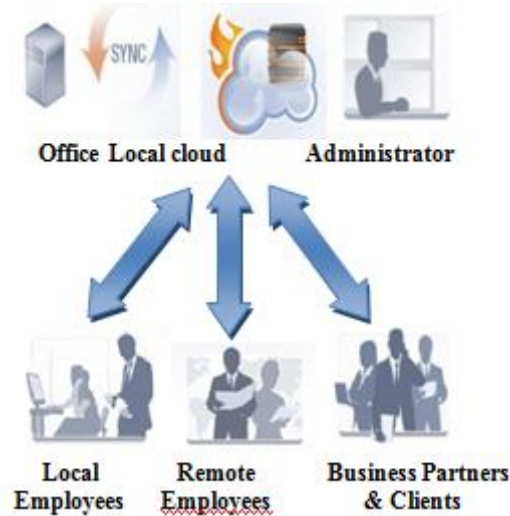 SYNC
Office Local cloud
Administrator
Local
Employees
Remote
Employees
Business Partners
& Clients